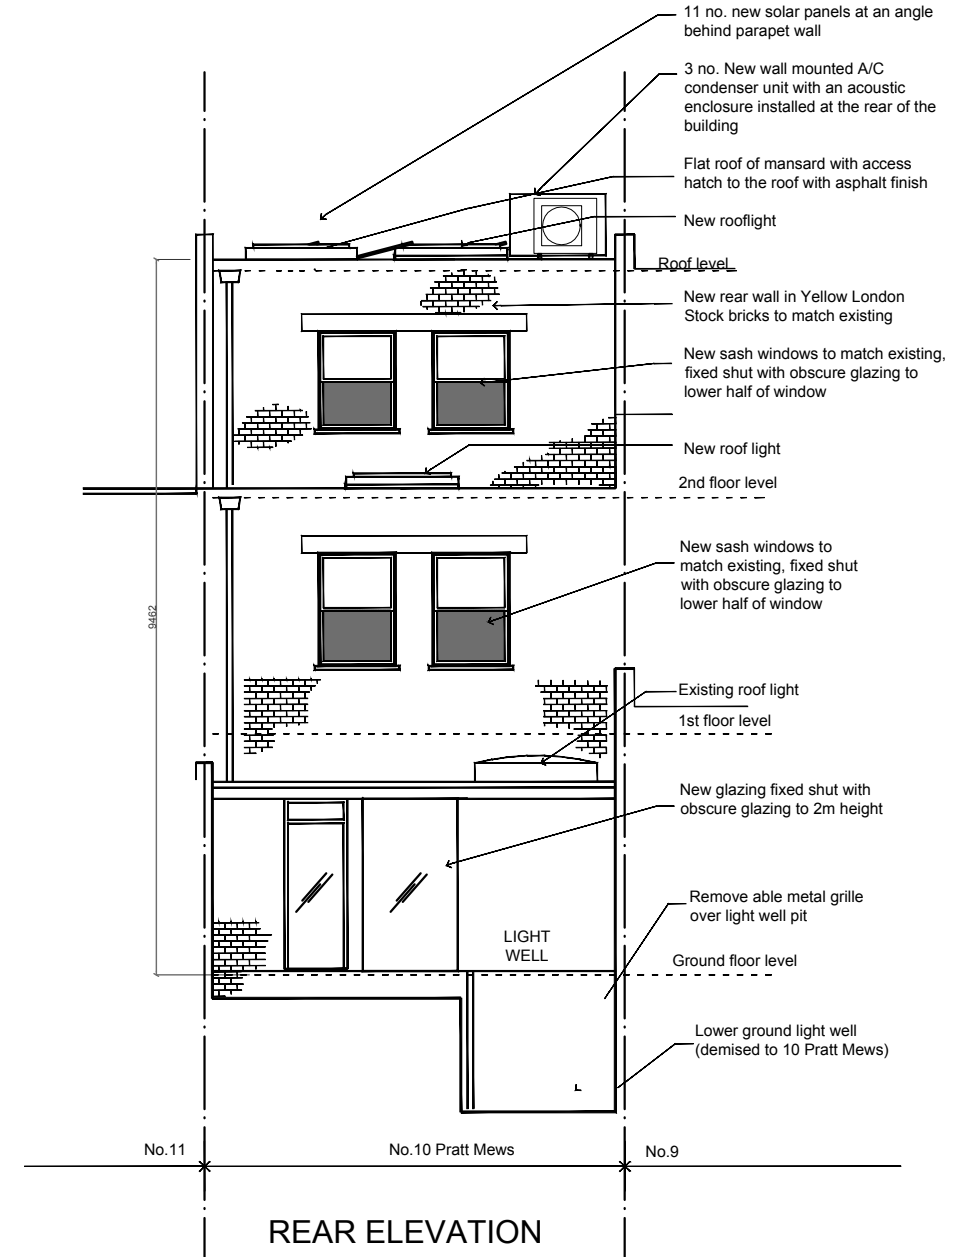 11 no. new solar panels at an angle
behind parapet wall
3 no. New wall mounted A/C
condenser unit with an acoustic
enclosure installed at the rear of the
building
Flat roof of mansard with access
hatch to the roof with asphalt finish
New rooflight
Roof level
New rear wall in Yellow London
Stock bricks to match existing
New sash windows to match existing,
fixed shut with obscure glazing to
lower half of window
New roof light
2nd floor level
New sash windows to
match existing, fixed shut
with obscure glazing to
lower half of window
9462
Existing roof light
1st floor level
New glazing fixed shut with
obscure glazing to 2m height
Remove able metal grille
over light well pit
LIGHT
WELL
Ground floor level
Lower ground light well
(demised to 10 Pratt Mews)
No.11
No.10 Pratt Mews
No.9
REAR ELEVATION